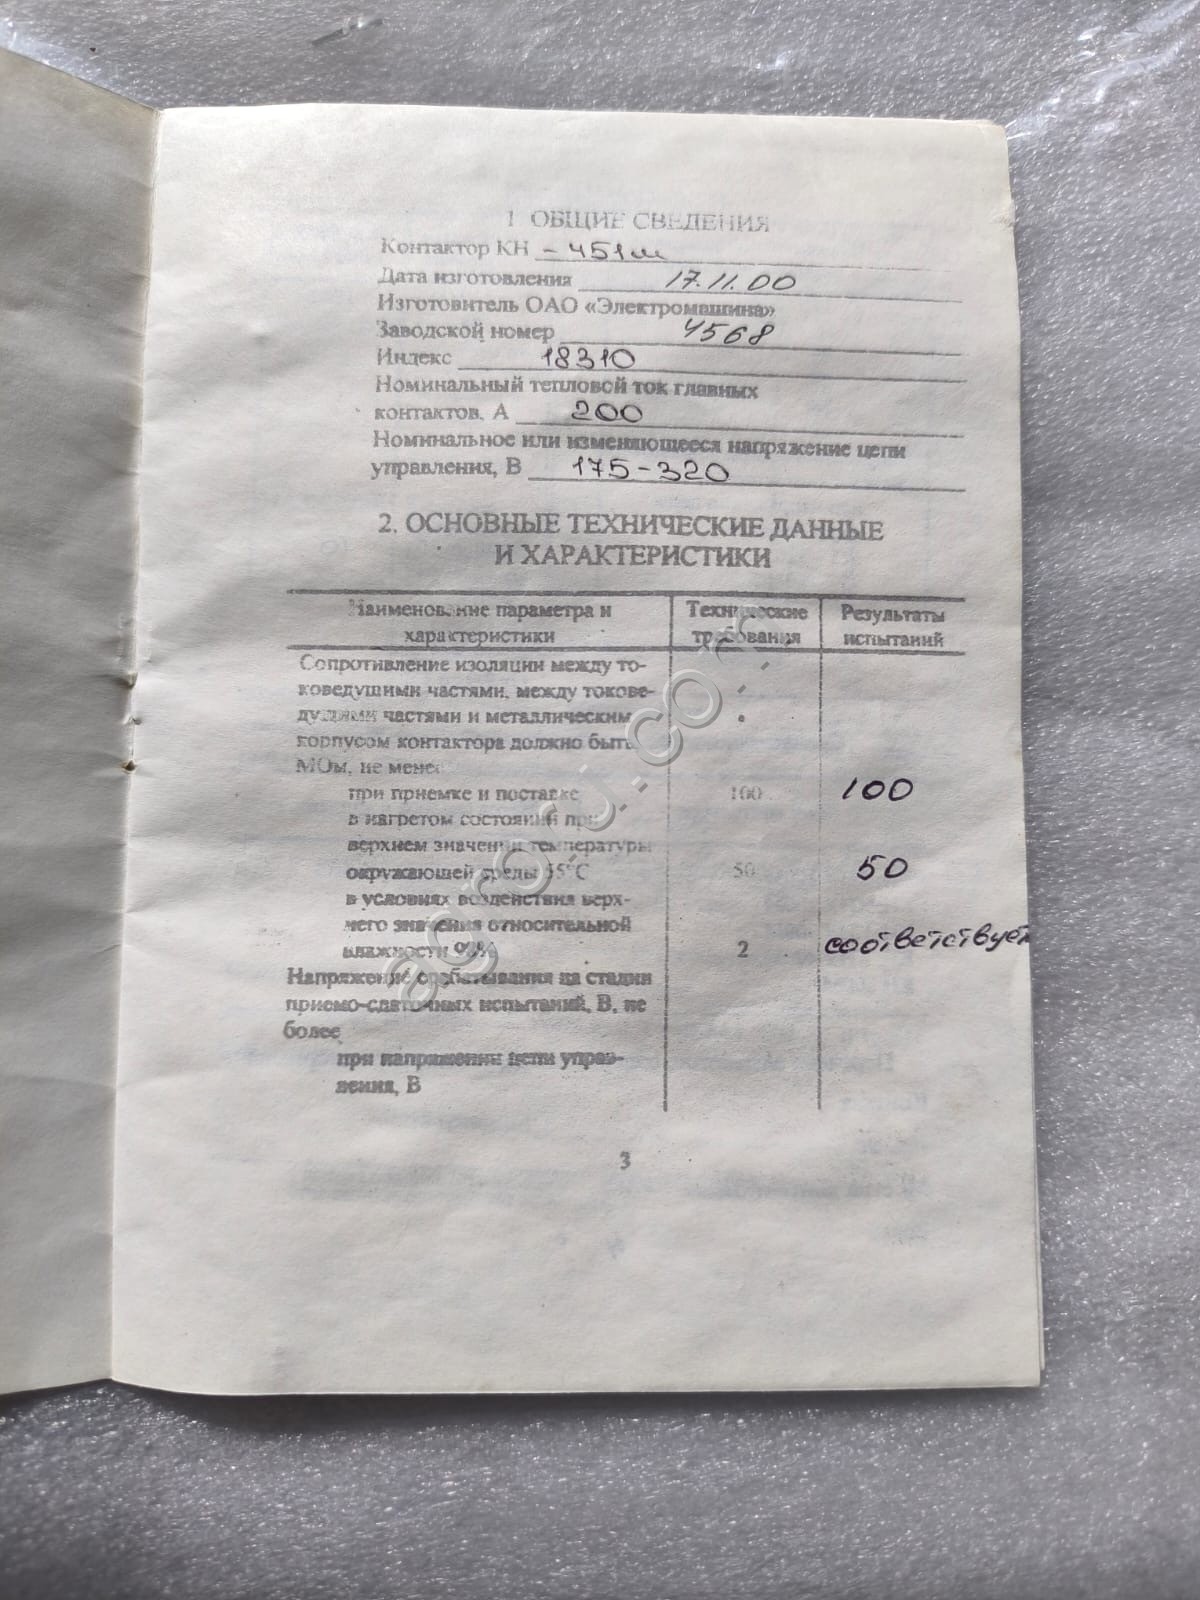 1. ОБЩИЕ СВЕДЕНИЯ
Контактор КН -451м
Дата изготовления 17.11.00
Изготовитель ОАО «Электромашина»
Заводской номер 4568
Индекс 18310
Номинальный тепловой ток главных
контактов, А 200
Номинальное или изменяющееся напряжение цепи
управления, В 175-320
2. ОСНОВНЫЕ ТЕХНИЧЕСКИЕ ДАННЫЕ
И ХАРАКТЕРИСТИКИ
Наименование параметра и
характеристики
Технические
требования
Результаты
испытаний
Сопротивление изоляции между то-
коведущими частями, между токове-
дущими частями и металлическим
корпусом контактора должно быть
МОм, не менее
при приемке и поставке 100 100
в нагретом состоянии при
верхнем значении температуры
окружающей среды 55°С 50 50
в условиях воздействия верх-
него значения относительной
влажности 98% 2 соответствует
Напряжение срабатывания на стадии
приемо-сдаточных испытаний, В, не
более
при напряжении цепи управ-
ления, В
3
agroru.com